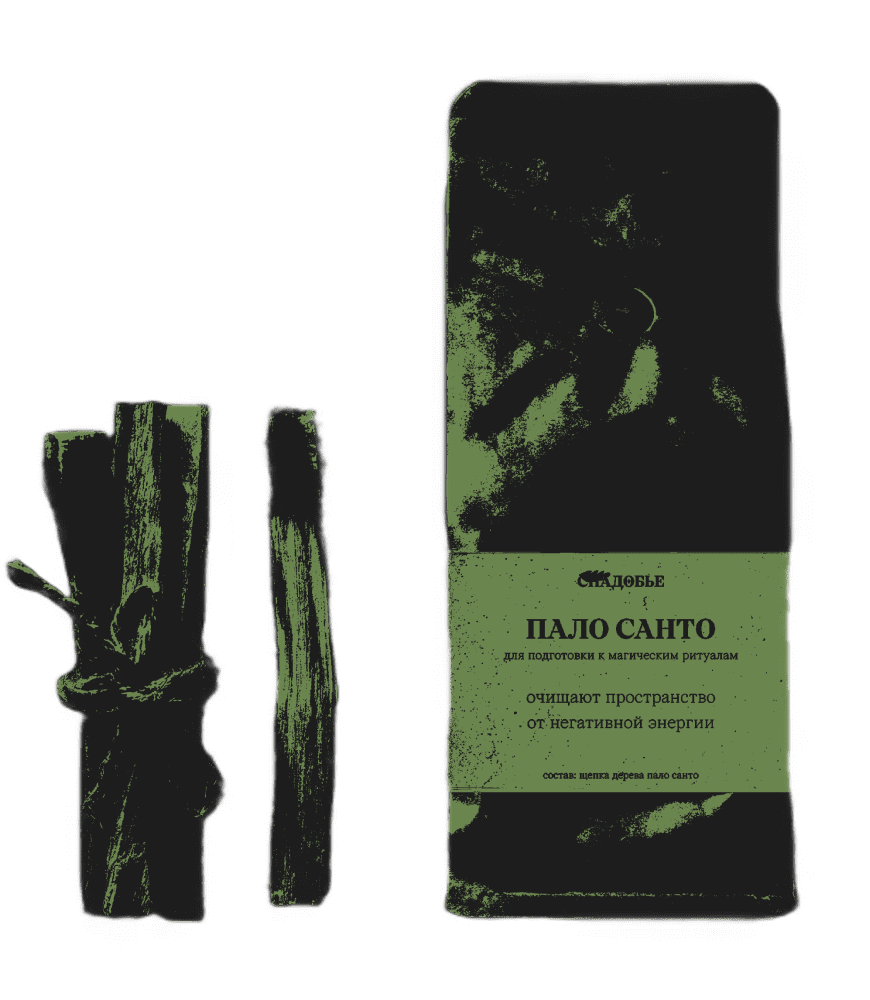 СНАДОБЬЕ
ПАЛО САНТО
для подготовки к магическим ритуалам
очищают пространство
от негативной энергии
состав: щепка дерева пало санто